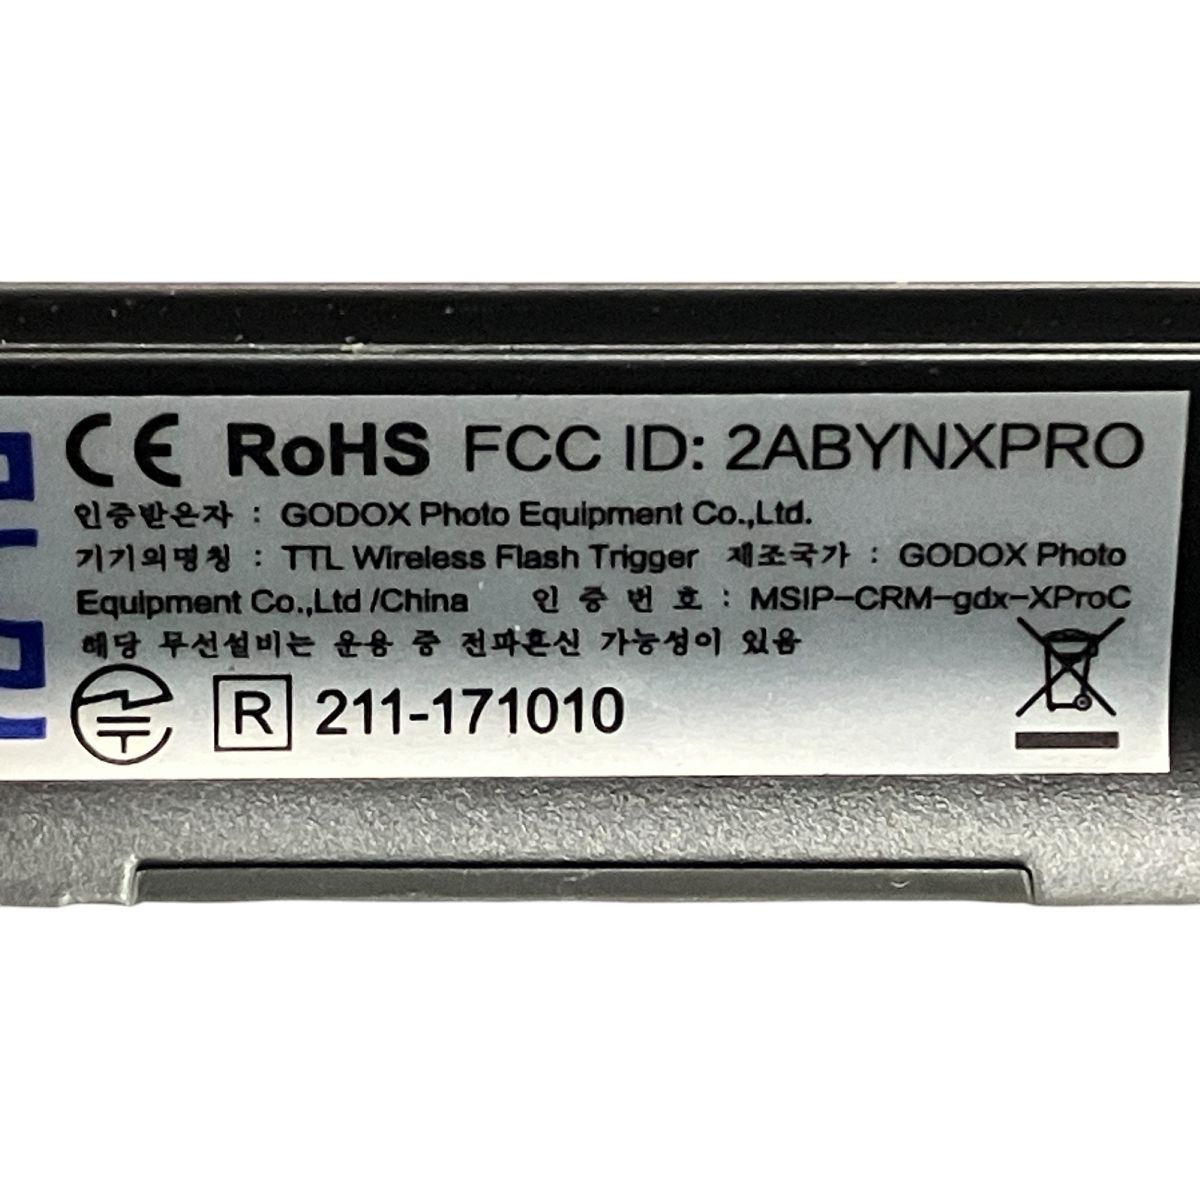 CE RoHS FCC ID: 2ABYNXPRO
인증받은자 : GODOX Photo Equipment Co.,Ltd.
기기의명칭 : TTL Wireless Flash Trigger 제조국가 : GODOX Photo
Equipment Co.,Ltd /China 인 증 번 호 : MSIP-CRM-gdx-XProC
해당 무선설비는 운용 중 전파혼신 가능성이 있음
R 211-171010